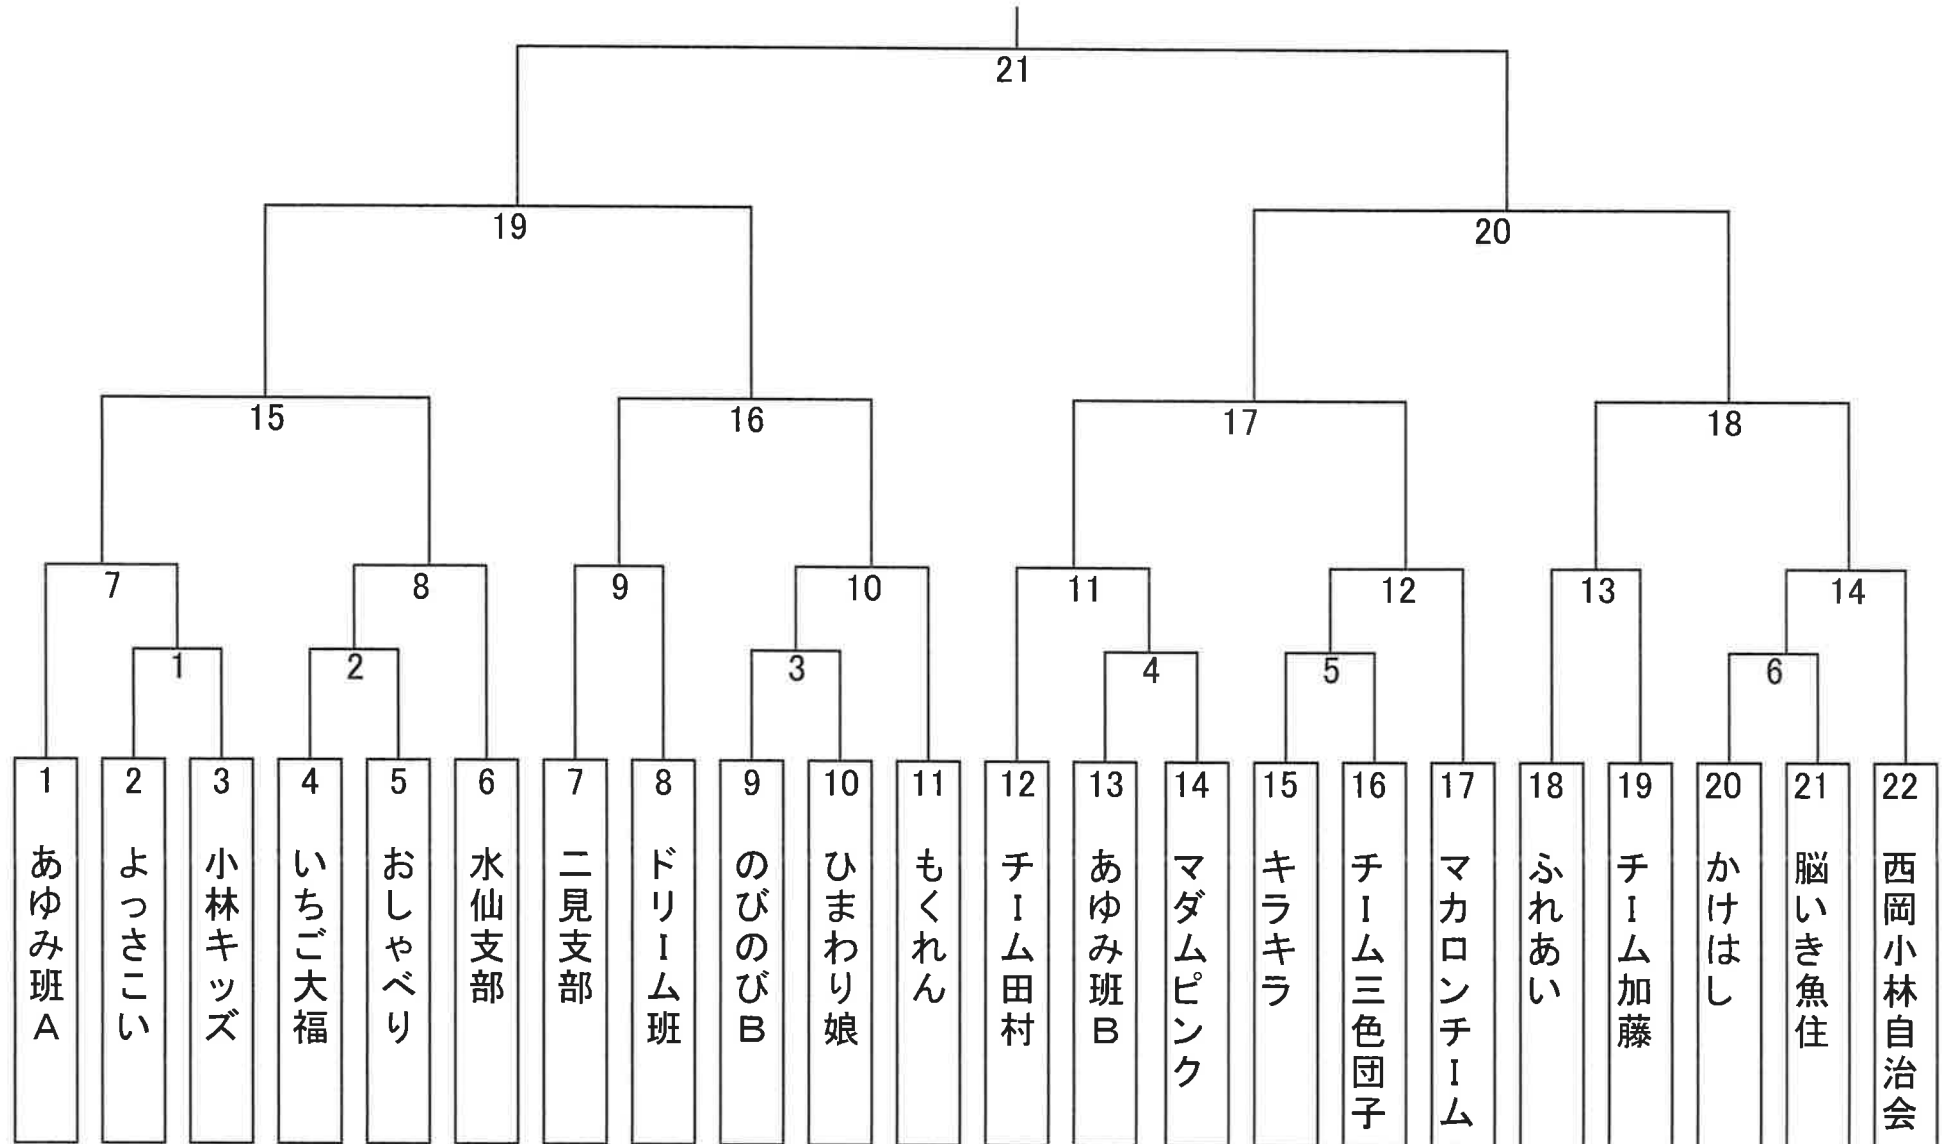 21
19
20
15
16
17
18
7
8
9
10
11
12
13
14
1
2
3
4
5
6
1 あゆみ班A
2 よっさこい
3 小林キッズ
4 いちご大福
5 おしゃべり
6 水仙支部
7 二見支部
8 ドリーム班
9 のびのびB
10 ひまわり娘
11 もくれん
12 チーム田村
13 あゆみ班B
14 マダムピンク
15 キラキラ
16 チーム三色団子
17 マカロンチーム
18 ふれあい
19 チーム加藤
20 かけはし
21 脳いき魚住
22 西岡小林自治会